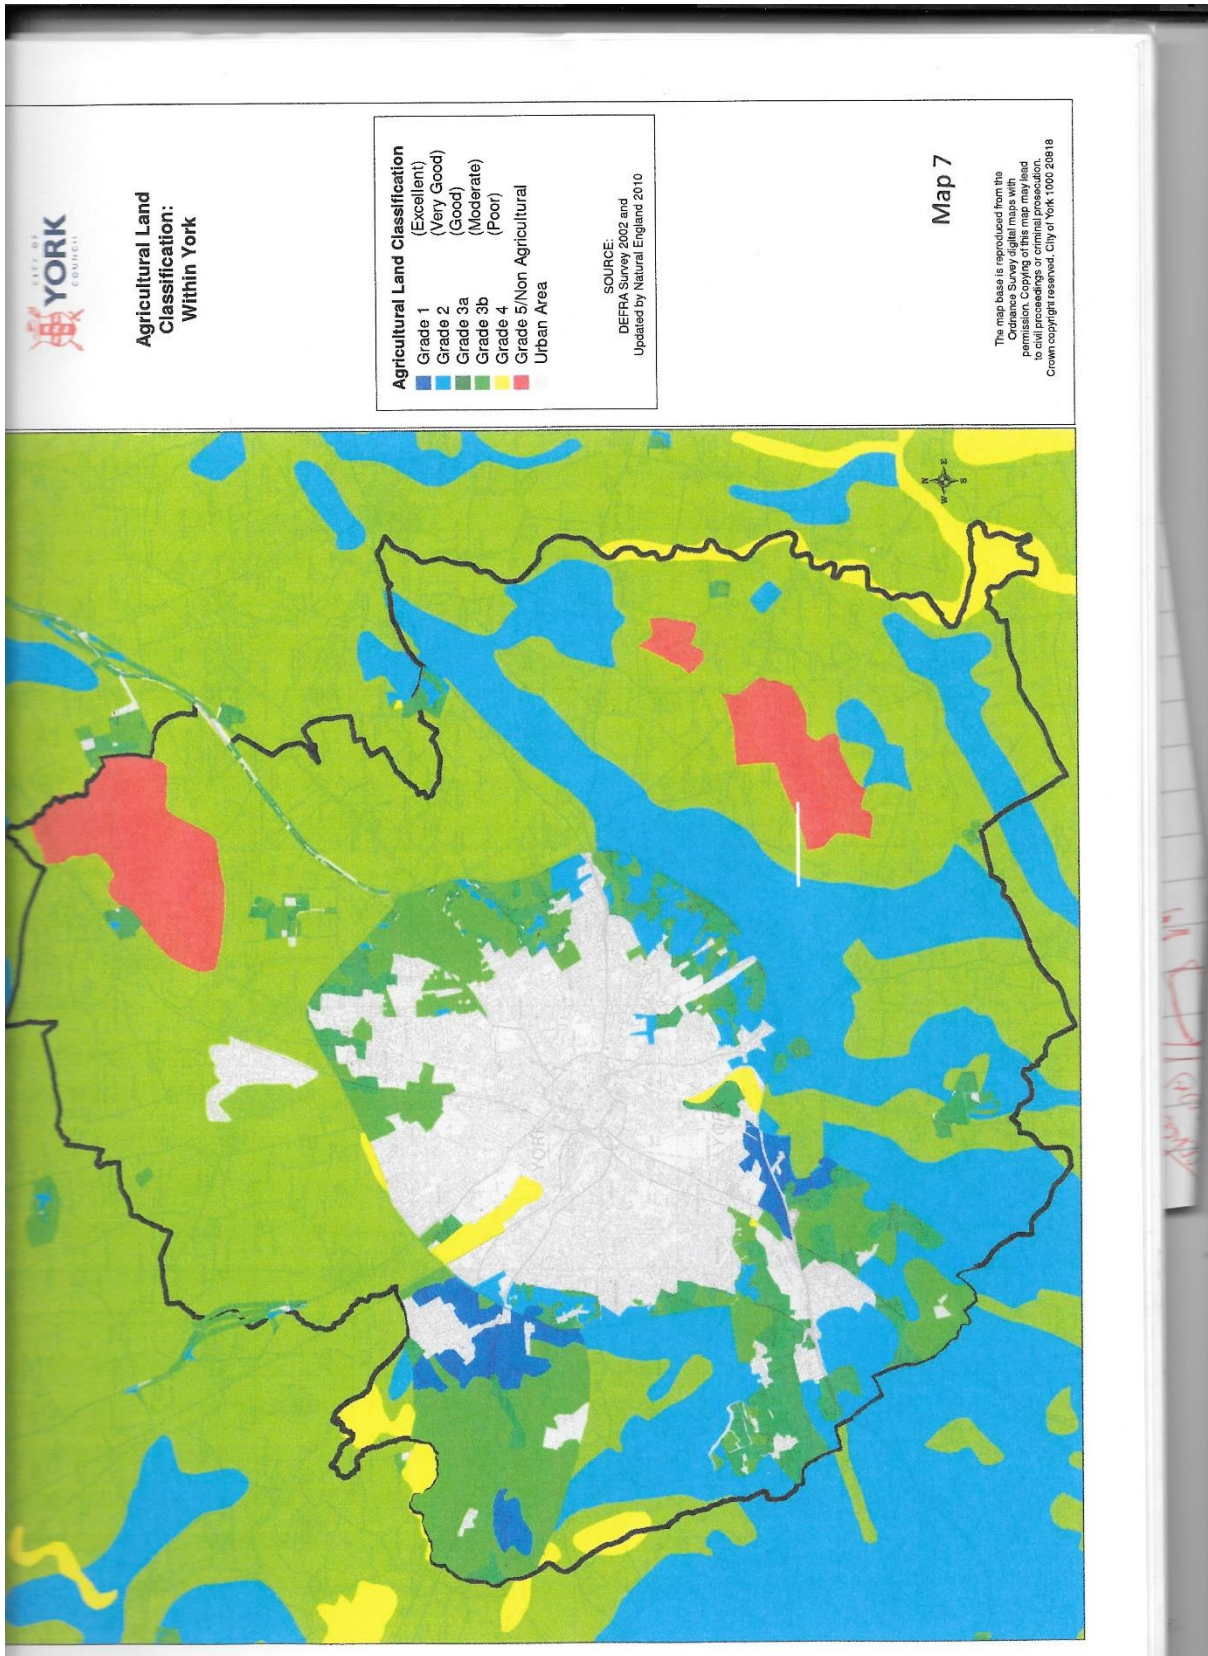 CITY OF
YORK
COUNCIL
Agricultural Land
Classification:
Within York
Agricultural Land Classification
Grade 1 (Excellent)
Grade 2 (Very Good)
Grade 3a (Good)
Grade 3b (Moderate)
Grade 4 (Poor)
Grade 5/Non Agricultural
Urban Area
SOURCE:
DEFRA Survey 2002 and
Updated by Natural England 2010
Map 7
The map base is reproduced from the
Ordnance Survey digital maps with
permission. Copying of this map may lead
to civil proceedings or criminal prosecution.
Crown copyright reserved. City of York 1000 20818
N
W E
S
YORK
YORK